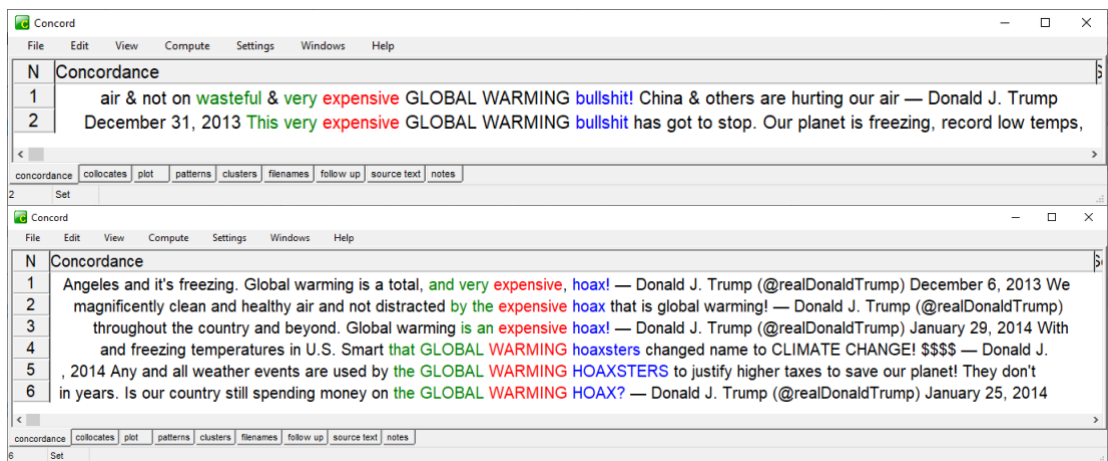 Concord
File Edit View Compute Settings Windows Help
N Concordance
1 air & not on wasteful & very expensive GLOBAL WARMING bullshit! China & others are hurting our air — Donald J. Trump
2 December 31, 2013 This very expensive GLOBAL WARMING bullshit has got to stop. Our planet is freezing, record low temps,
concordance collocates plot patterns clusters filenames follow up source text notes
2 Set
Concord
File Edit View Compute Settings Windows Help
N Concordance
1 Angeles and it's freezing. Global warming is a total, and very expensive, hoax! — Donald J. Trump (@realDonaldTrump) December 6, 2013 We
2 magnificently clean and healthy air and not distracted by the expensive hoax that is global warming! — Donald J. Trump (@realDonaldTrump)
3 throughout the country and beyond. Global warming is an expensive hoax! — Donald J. Trump (@realDonaldTrump) January 29, 2014 With
4 and freezing temperatures in U.S. Smart that GLOBAL WARMING hoaxsters changed name to CLIMATE CHANGE! $$$$ — Donald J.
5 , 2014 Any and all weather events are used by the GLOBAL WARMING HOAXSTERS to justify higher taxes to save our planet! They don't
6 in years. Is our country still spending money on the GLOBAL WARMING HOAX? — Donald J. Trump (@realDonaldTrump) January 25, 2014
concordance collocates plot patterns clusters filenames follow up source text notes
6 Set